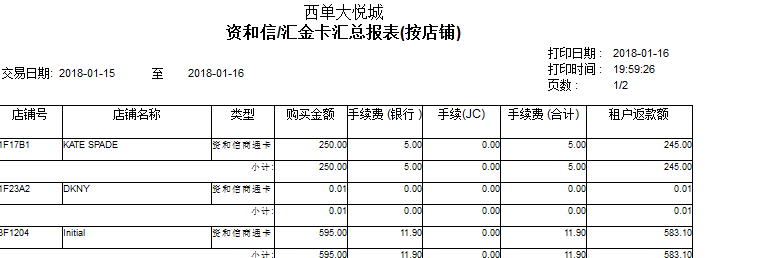 西单大悦城
资和信/汇金卡汇总报表(按店铺)
打印日期： 2018-01-16
交易日期: 2018-01-15 至 2018-01-16 打印时间： 19:59:26
页数： 1/2
店铺号 店铺名称 类型 购买金额 手续费 (银行 ) 手续(JC) 手续费 (合计) 租户返款额
1F17B1 KATE SPADE 资和信商通卡 250.00 5.00 0.00 5.00 245.00
小计: 250.00 5.00 0.00 5.00 245.00
1F23A2 DKNY 资和信商通卡 0.01 0.00 0.00 0.00 0.01
小计: 0.01 0.00 0.00 0.00 0.01
3F1204 Initial 资和信商通卡 595.00 11.90 0.00 11.90 583.10
小计: 595.00 11.90 0.00 11.90 583.10